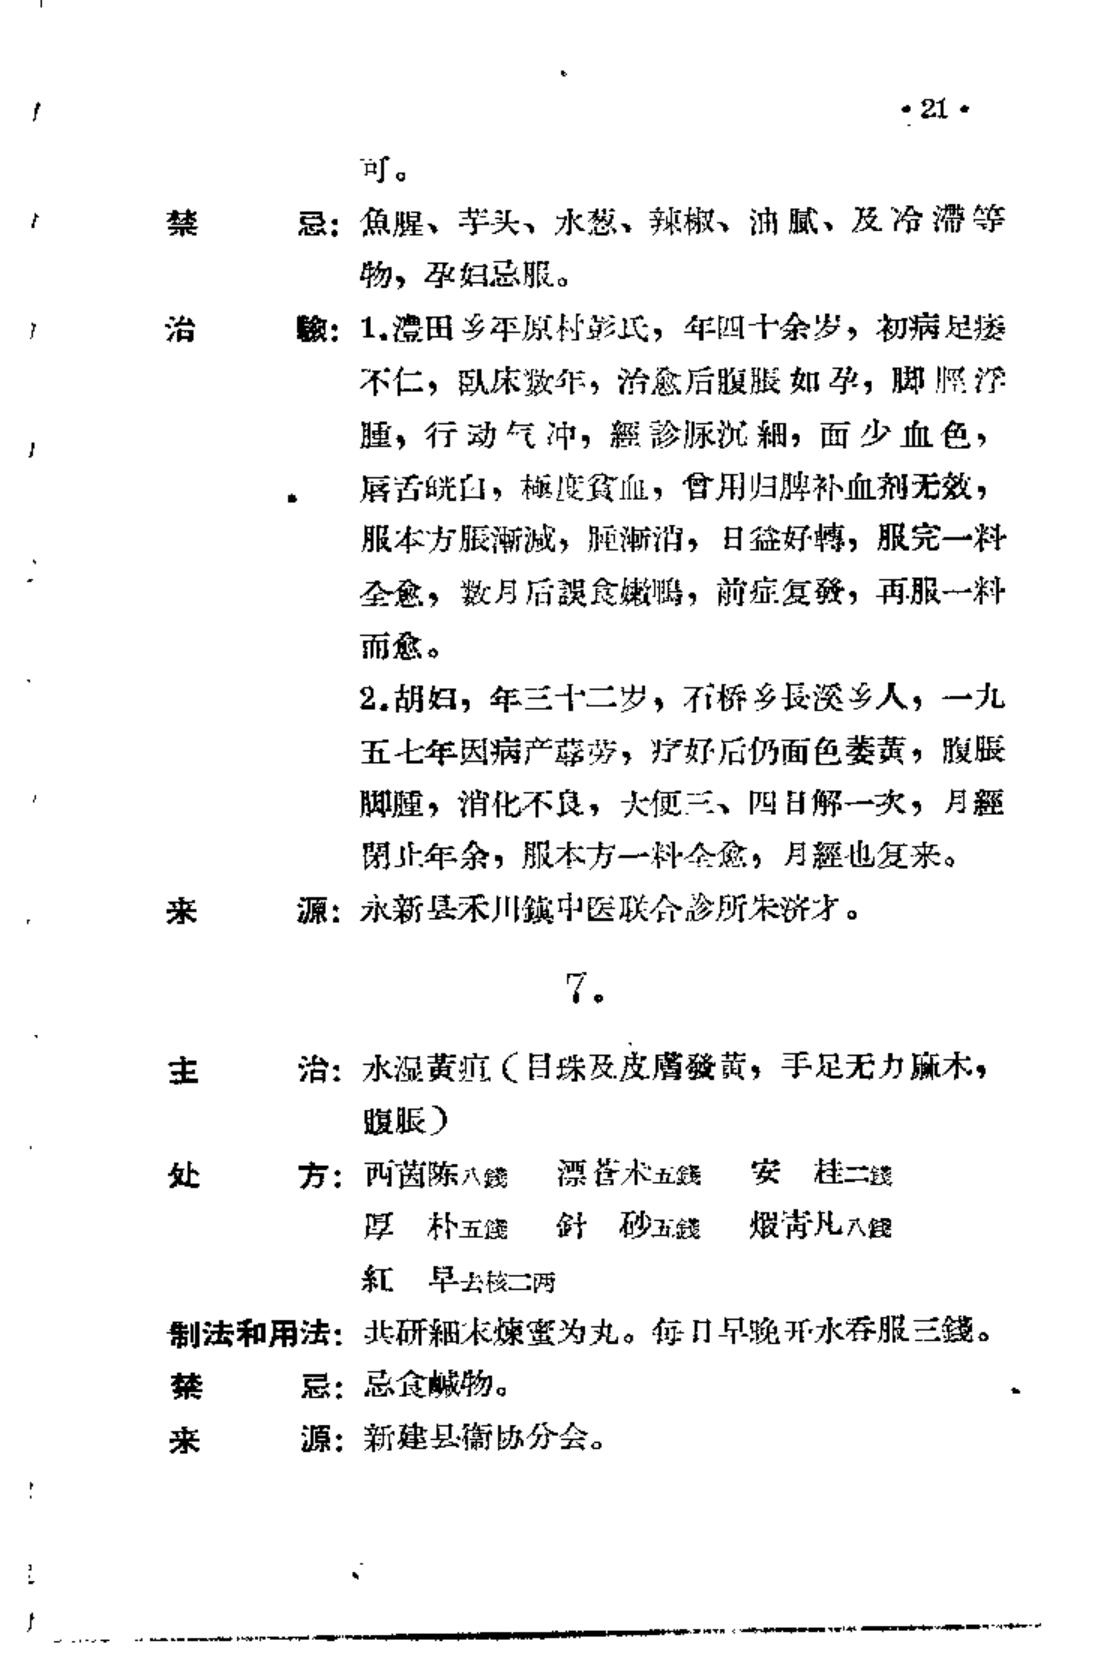 • 21 •
可。
禁　　忌：魚腥、芋头、水葱、辣椒、油膩、及冷滯等
物，孕妇忌服。
治　　驗：1.澧田乡平原村彭氏，年四十余岁，初病足痿
不仁，臥床数年，治愈后腹脹如孕，脚脛浮
腫，行动气冲，經診脉沉細，面少血色，
唇舌㿠白，極度貧血，曾用归脾补血剂无效，
服本方脹漸減，腫漸消，日益好轉，服完一料
全愈，数月后誤食嫩鴨，前症复發，再服一料
而愈。
2.胡妇，年三十二岁，石桥乡長溪乡人，一九
五七年因病产蓐劳，疗好后仍面色萎黃，腹脹
脚腫，消化不良，大便三、四日解一次，月經
閉止年余，服本方一料全愈，月經也复来。
来　　源：永新县禾川鎮中医联合診所朱济才。
7。
主　　治：水湿黃疸（目珠及皮膚發黃，手足无力麻木，
腹脹）
处　　方：西茵陈八錢　漂苍术五錢　安　桂二錢
厚　朴五錢　針　砂五錢　煆青凡八錢
紅　早去核二两
制法和用法：共研細末煉蜜为丸。每日早晚开水吞服三錢。
禁　　忌：忌食鹹物。
来　　源：新建县衞协分会。